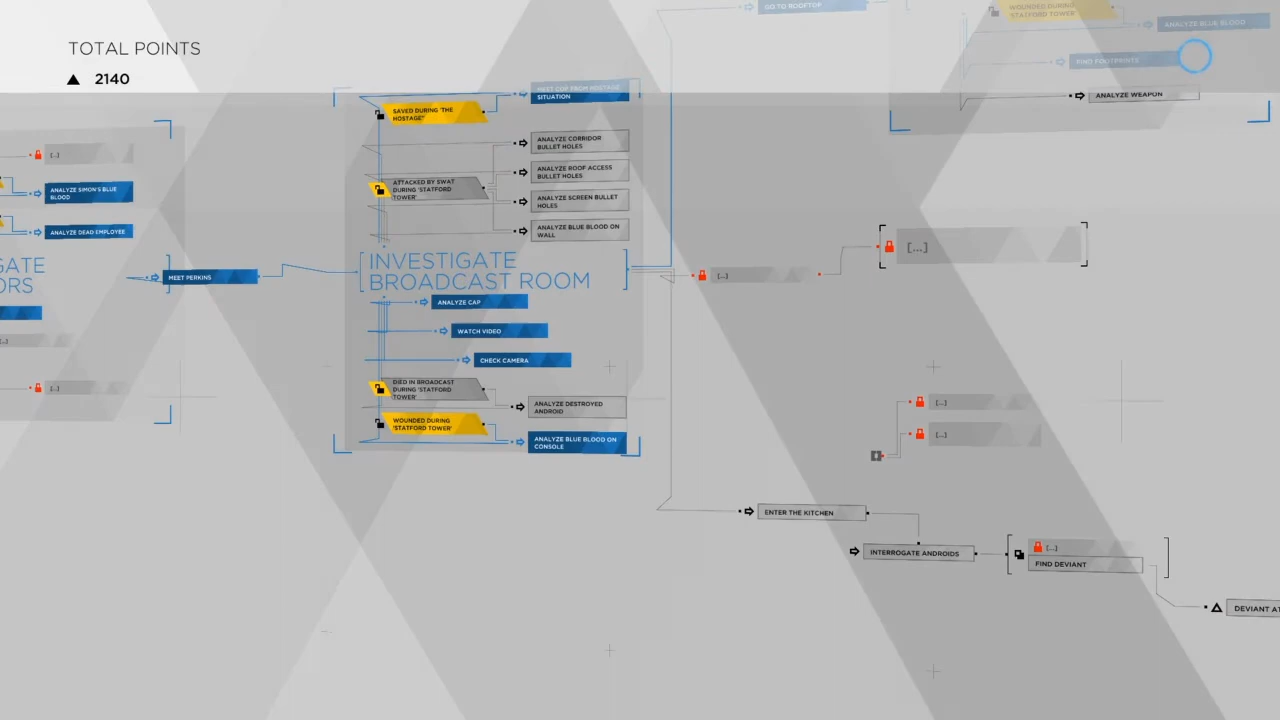 TOTAL POINTS
2140
GO TO ROOFTOP
WOUNDED DURING
'STATFORD TOWER'
ANALYZE BLUE BLOOD
FIND FOOTPRINTS
ANALYZE WEAPON
MEET COP FROM HOSTAGE
SITUATION
SAVED DURING 'THE
HOSTAGE'
ANALYZE CORRIDOR
BULLET HOLES
ANALYZE ROOF ACCESS
BULLET HOLES
ATTACKED BY SWAT
DURING 'STATFORD
TOWER'
ANALYZE SCREEN BULLET
HOLES
ANALYZE BLUE BLOOD ON
WALL
[...]
ANALYZE SIMON'S BLUE
BLOOD
ANALYZE DEAD EMPLOYEE
GATE
ORS
MEET PERKINS
[...]
[...]
INVESTIGATE
BROADCAST ROOM
ANALYZE CAP
WATCH VIDEO
CHECK CAMERA
DIED IN BROADCAST
DURING 'STATFORD
TOWER'
ANALYZE DESTROYED
ANDROID
WOUNDED DURING
'STATFORD TOWER'
ANALYZE BLUE BLOOD ON
CONSOLE
[...]
[...]
[...]
[...]
ENTER THE KITCHEN
INTERROGATE ANDROIDS
[...]
FIND DEVIANT
DEVIANT AT